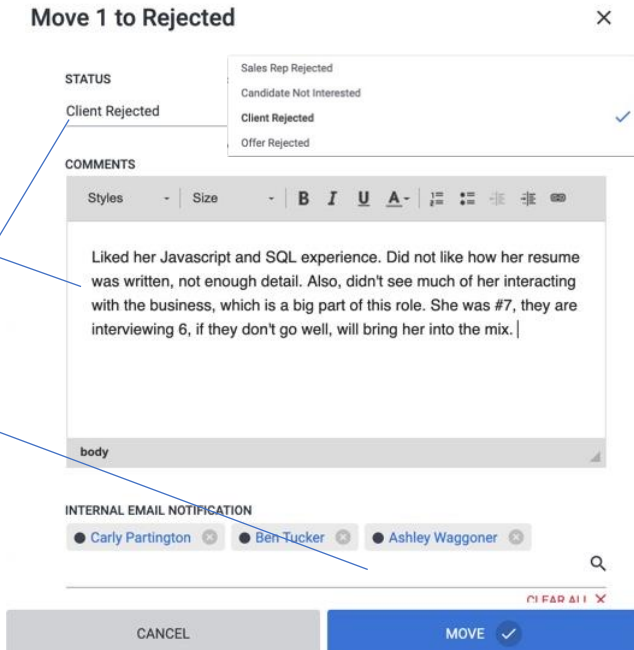 Move 1 to Rejected
STATUS
Client Rejected
Sales Rep Rejected
Candidate Not Interested
Client Rejected
Offer Rejected
COMMENTS
Styles Size B I U A
Liked her Javascript and SQL experience. Did not like how her resume
was written, not enough detail. Also, didn't see much of her interacting
with the business, which is a big part of this role. She was #7, they are
interviewing 6, if they don't go well, will bring her into the mix.
body
INTERNAL EMAIL NOTIFICATION
Carly Partington Ben Tucker Ashley Waggoner
CLEAR ALL
CANCEL MOVE